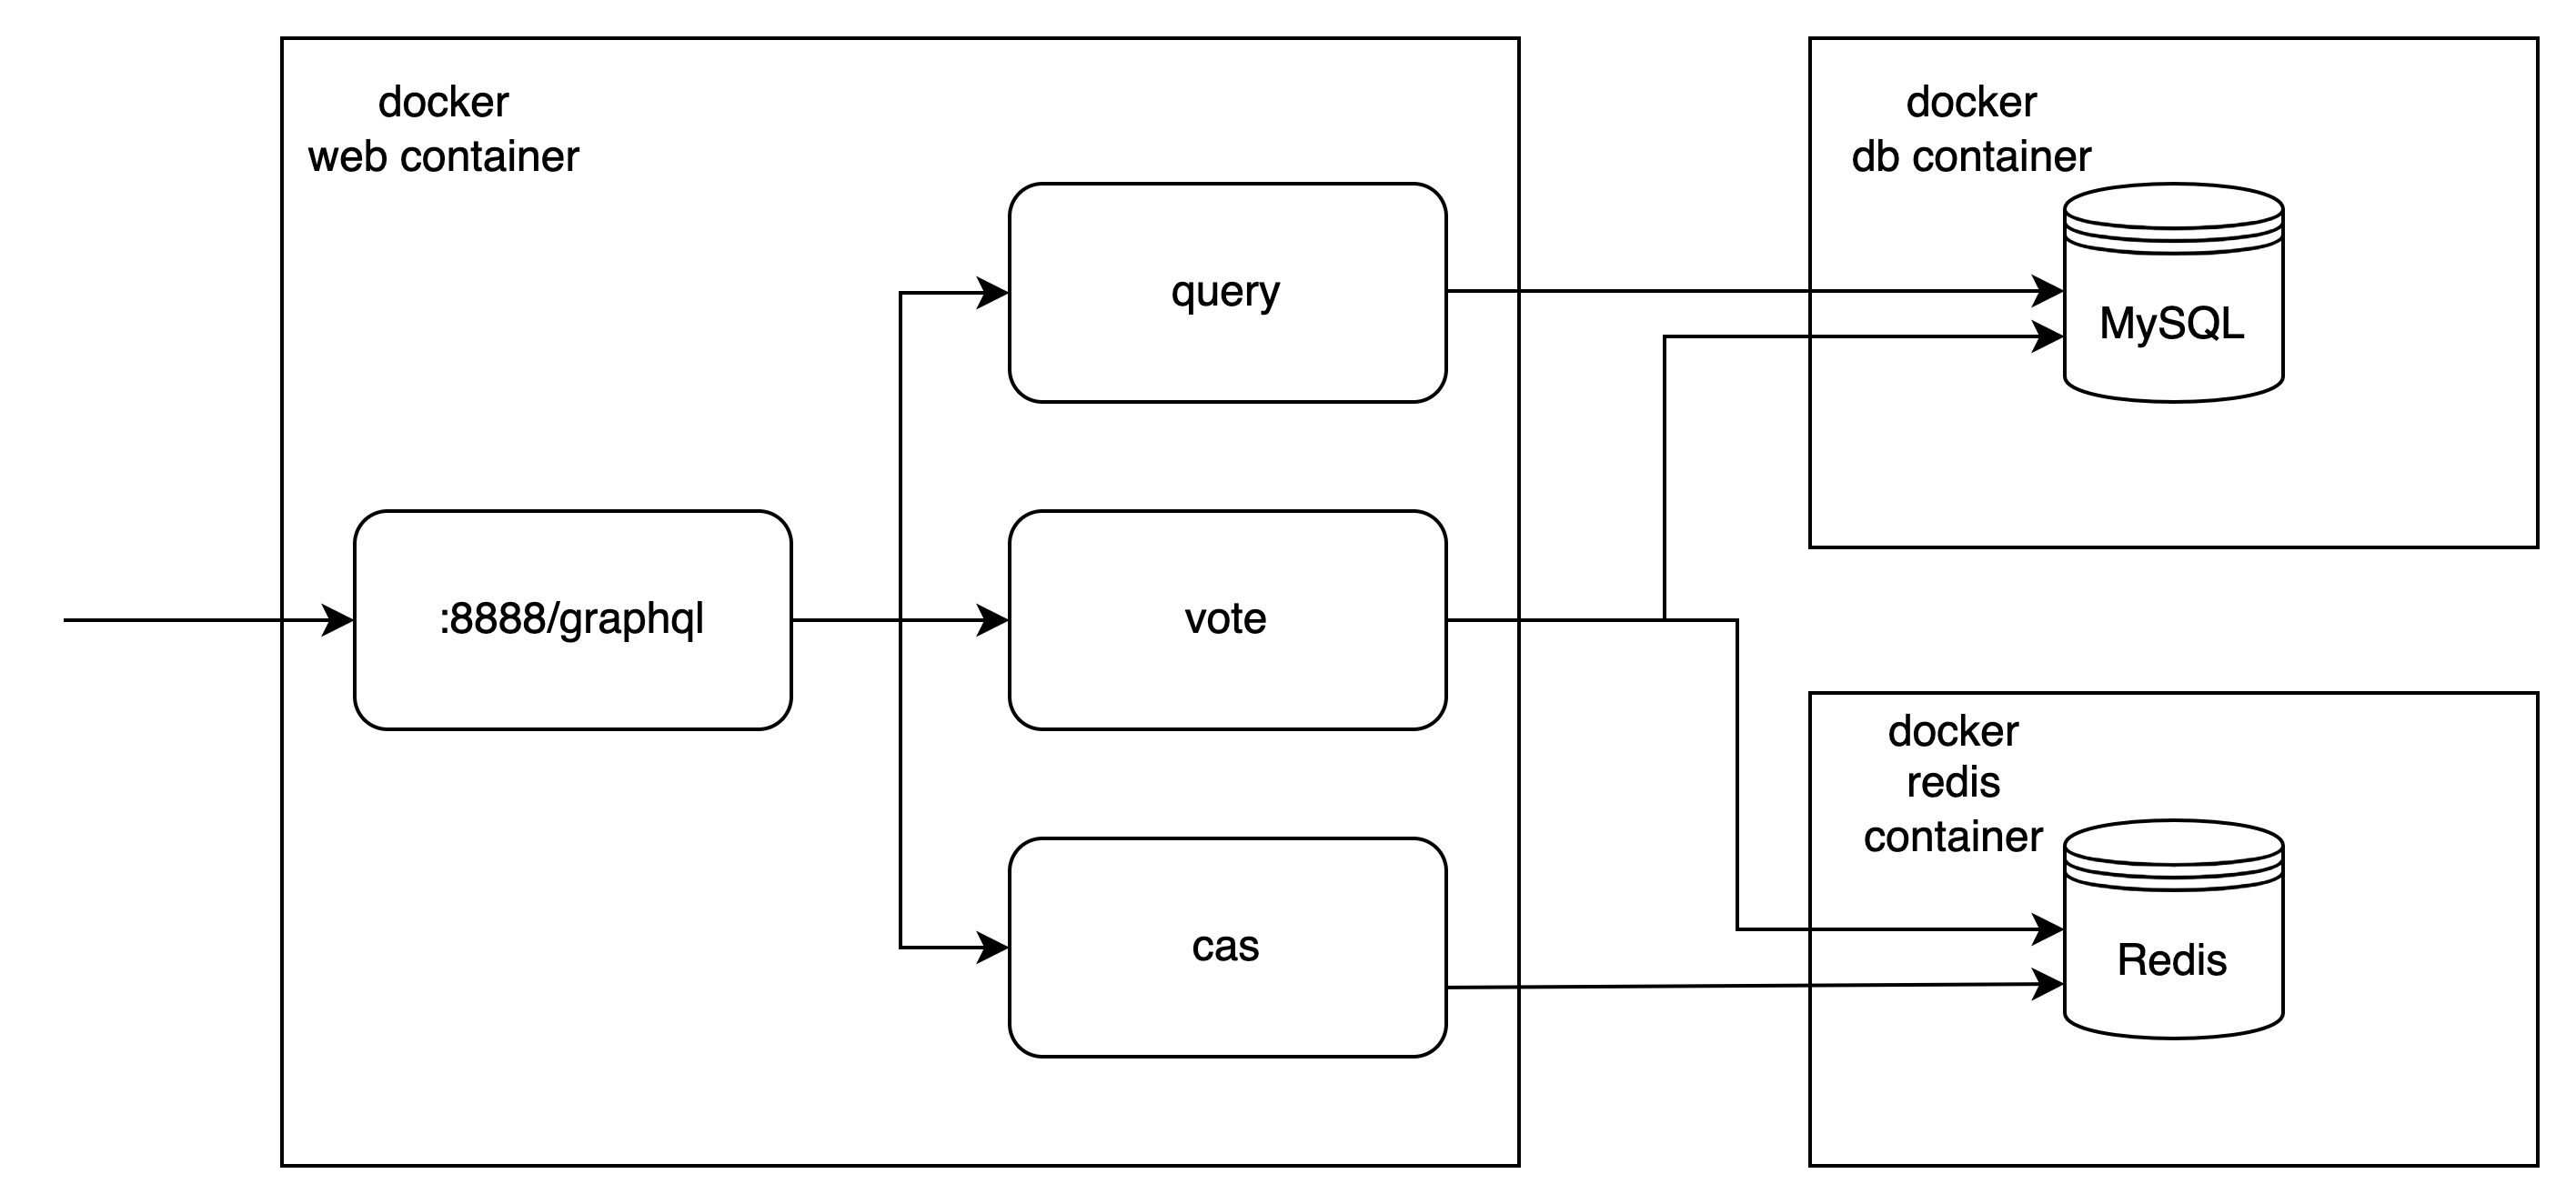 docker
web container
query
:8888/graphql
vote
cas
docker
db container
MySQL
docker
redis
container
Redis